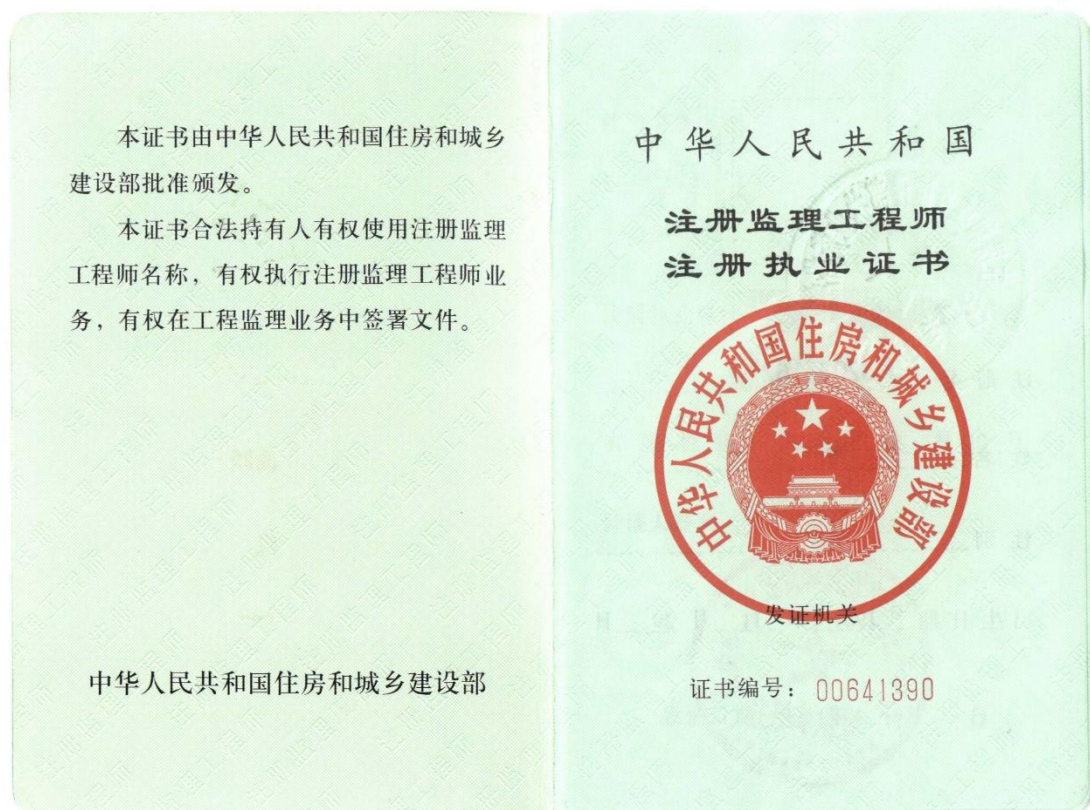 本证书由中华人民共和国住房和城乡
建设部批准颁发。
本证书合法持有人有权使用注册监理
工程师名称，有权执行注册监理工程师业
务，有权在工程监理业务中签署文件。
中华人民共和国住房和城乡建设部
中华人民共和国
注册监理工程师
注册执业证书
中华人民共和国住房和城乡建设部
发证机关
证书编号：00641390